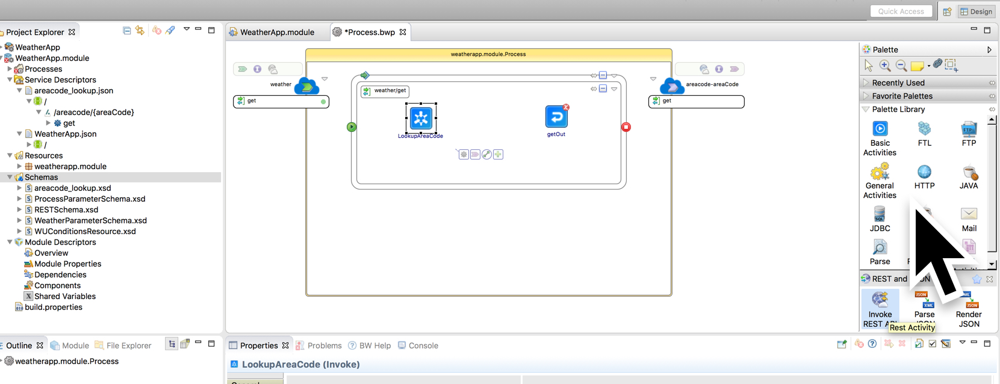 Quick Access
Design
Project Explorer
WeatherApp.module
*Process.bwp
WeatherApp
WeatherApp.module
Processes
Service Descriptors
areacode_lookup.json
/
/areacode/{areaCode}
get
WeatherApp.json
/
Resources
weatherapp.module
Schemas
areacode_lookup.xsd
ProcessParameterSchema.xsd
RESTSchema.xsd
WeatherParameterSchema.xsd
WUConditionsResource.xsd
Module Descriptors
Overview
Module Properties
Dependencies
Components
Shared Variables
build.properties
weatherapp.module.Process
weather
get
weather/get
LookupAreaCode
getOut
areacode-areaCode
get
Palette
Recently Used
Favorite Palettes
Palette Library
Basic Activities
FTL
FTP
General Activities
HTTP
JAVA
JDBC
Mail
Parse
REST and JSON
Invoke REST API
Parse JSON
Render JSON
Rest Activity
Outline
Module
File Explorer
weatherapp.module.Process
Properties
Problems
BW Help
Console
LookupAreaCode (Invoke)
General